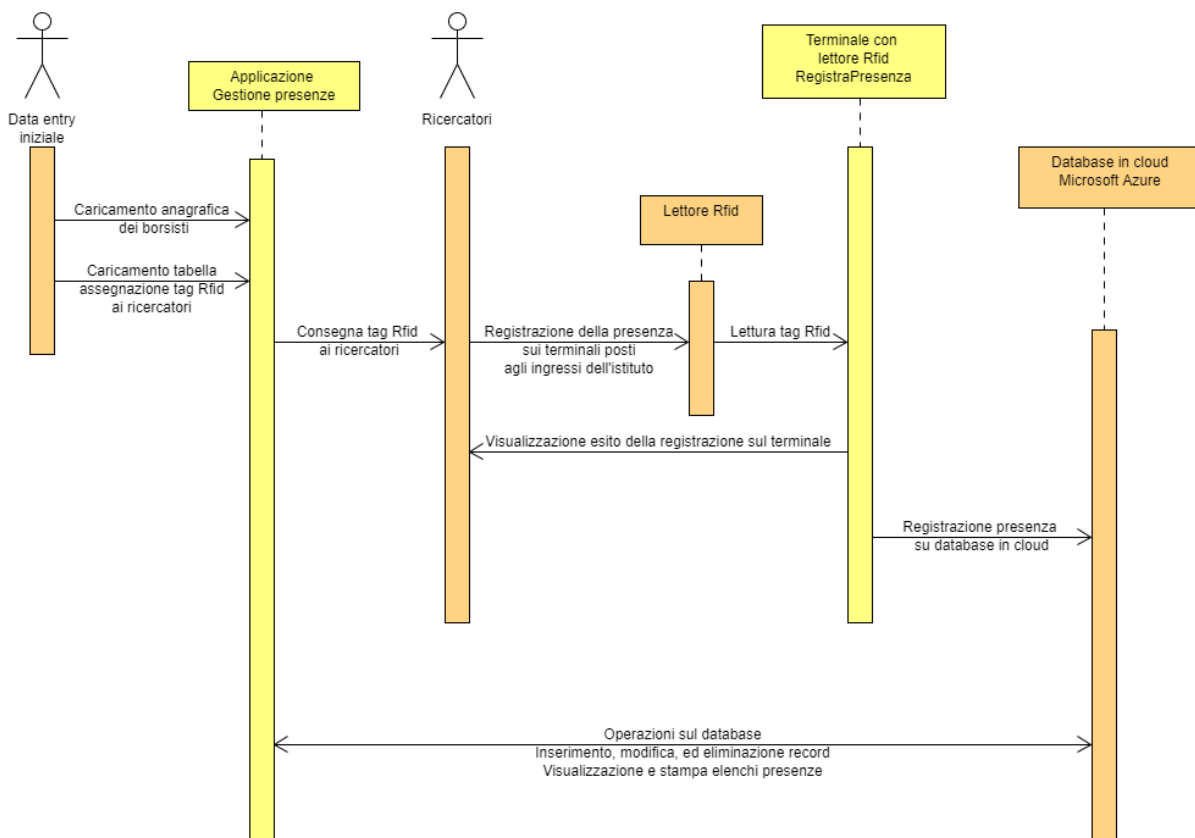 Data entry
iniziale
Applicazione
Gestione presenze
Ricercatori
Terminale con
lettore Rfid
RegistraPresenza
Database in cloud
Microsoft Azure
Lettore Rfid
Caricamento anagrafica
dei borsisti
Caricamento tabella
assegnazione tag Rfid
ai ricercatori
Consegna tag Rfid
ai ricercatori
Registrazione della presenza
sui terminali posti
agli ingressi dell'istituto
Lettura tag Rfid
Visualizzazione esito della registrazione sul terminale
Registrazione presenza
su database in cloud
Operazioni sul database
Inserimento, modifica, ed eliminazione record
Visualizzazione e stampa elenchi presenze